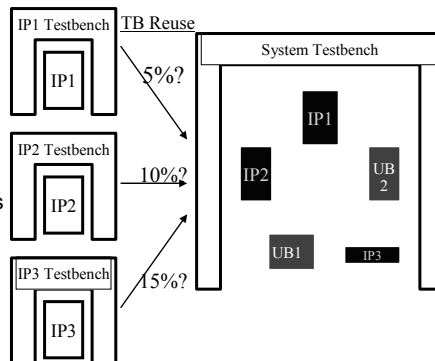 IP1 Testbench
TB Reuse
IP1
5%?
IP2 Testbench
10%?
s
IP2
IP3 Testbench
15%?
IP3
System Testbench
IP1
IP2
UB
2
UB1
IP3